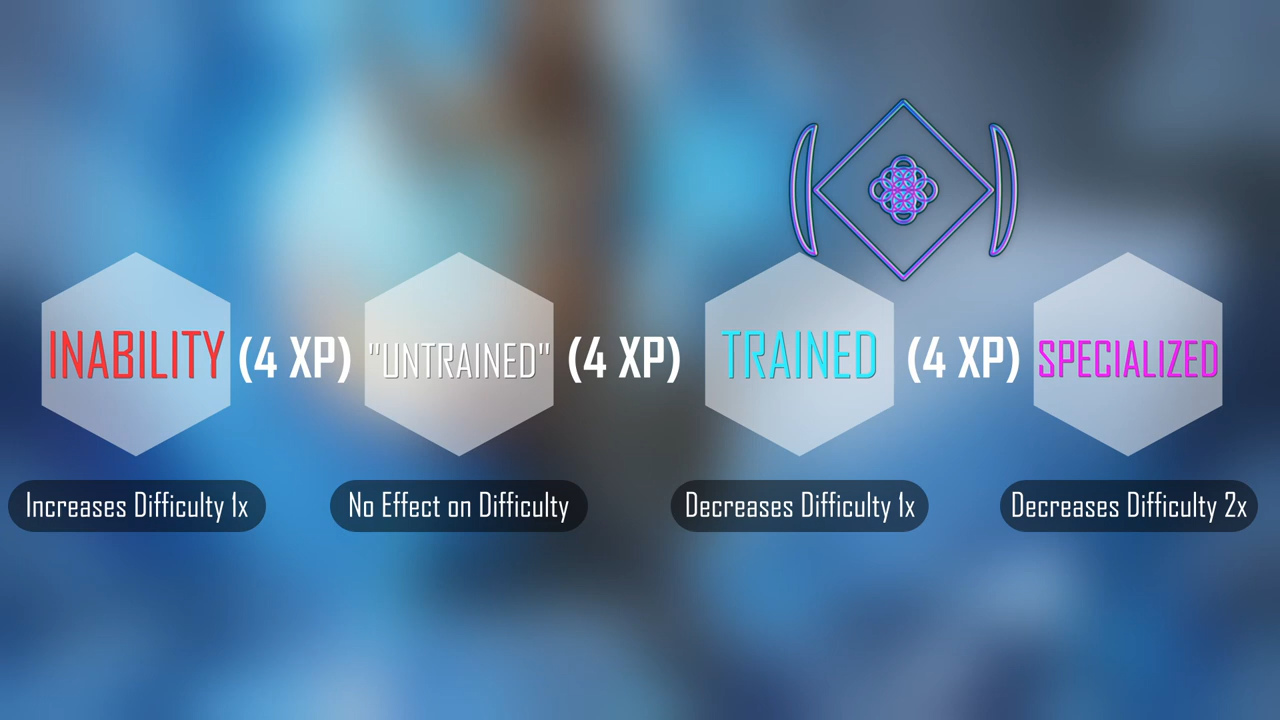 INABILITY (4 XP) "UNTRAINED" (4 XP) TRAINED (4 XP) SPECIALIZED
Increases Difficulty 1x No Effect on Difficulty Decreases Difficulty 1x Decreases Difficulty 2x